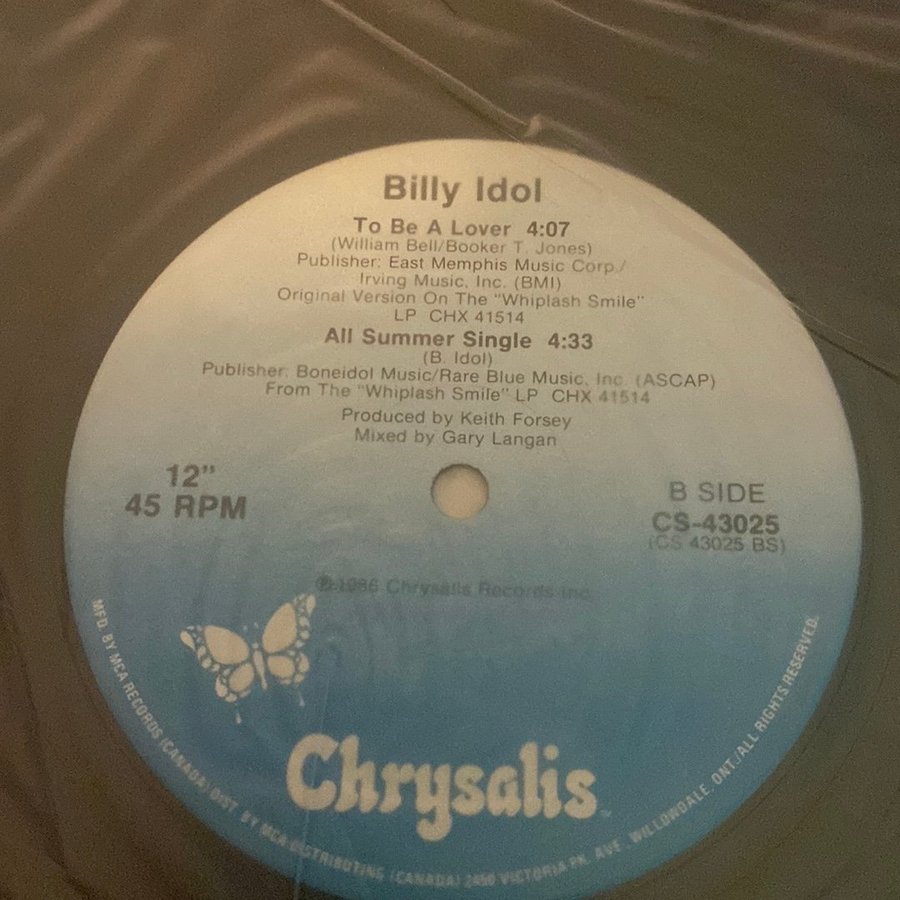 Billy Idol
To Be A Lover 4:07
(William Bell/Booker T. Jones)
Publisher: East Memphis Music Corp./
Irving Music, Inc. (BMI)
Original Version On The "Whiplash Smile"
LP CHX 41514
All Summer Single 4:33
(B. Idol)
Publisher: Boneidol Music/Rare Blue Music, Inc. (ASCAP)
From The "Whiplash Smile" LP CHX 41514
Produced by Keith Forsey
Mixed by Gary Langan
12"
45 RPM
B SIDE
CS-43025
(CS 43025 BS)
℗ 1986 Chrysalis Records Inc.
Chrysalis
MFD. BY MCA RECORDS (CANADA) DIST. BY MCA DISTRIBUTING (CANADA) 2450 VICTORIA PK. AVE. WILLOWDALE, ONT./ALL RIGHTS RESERVED.